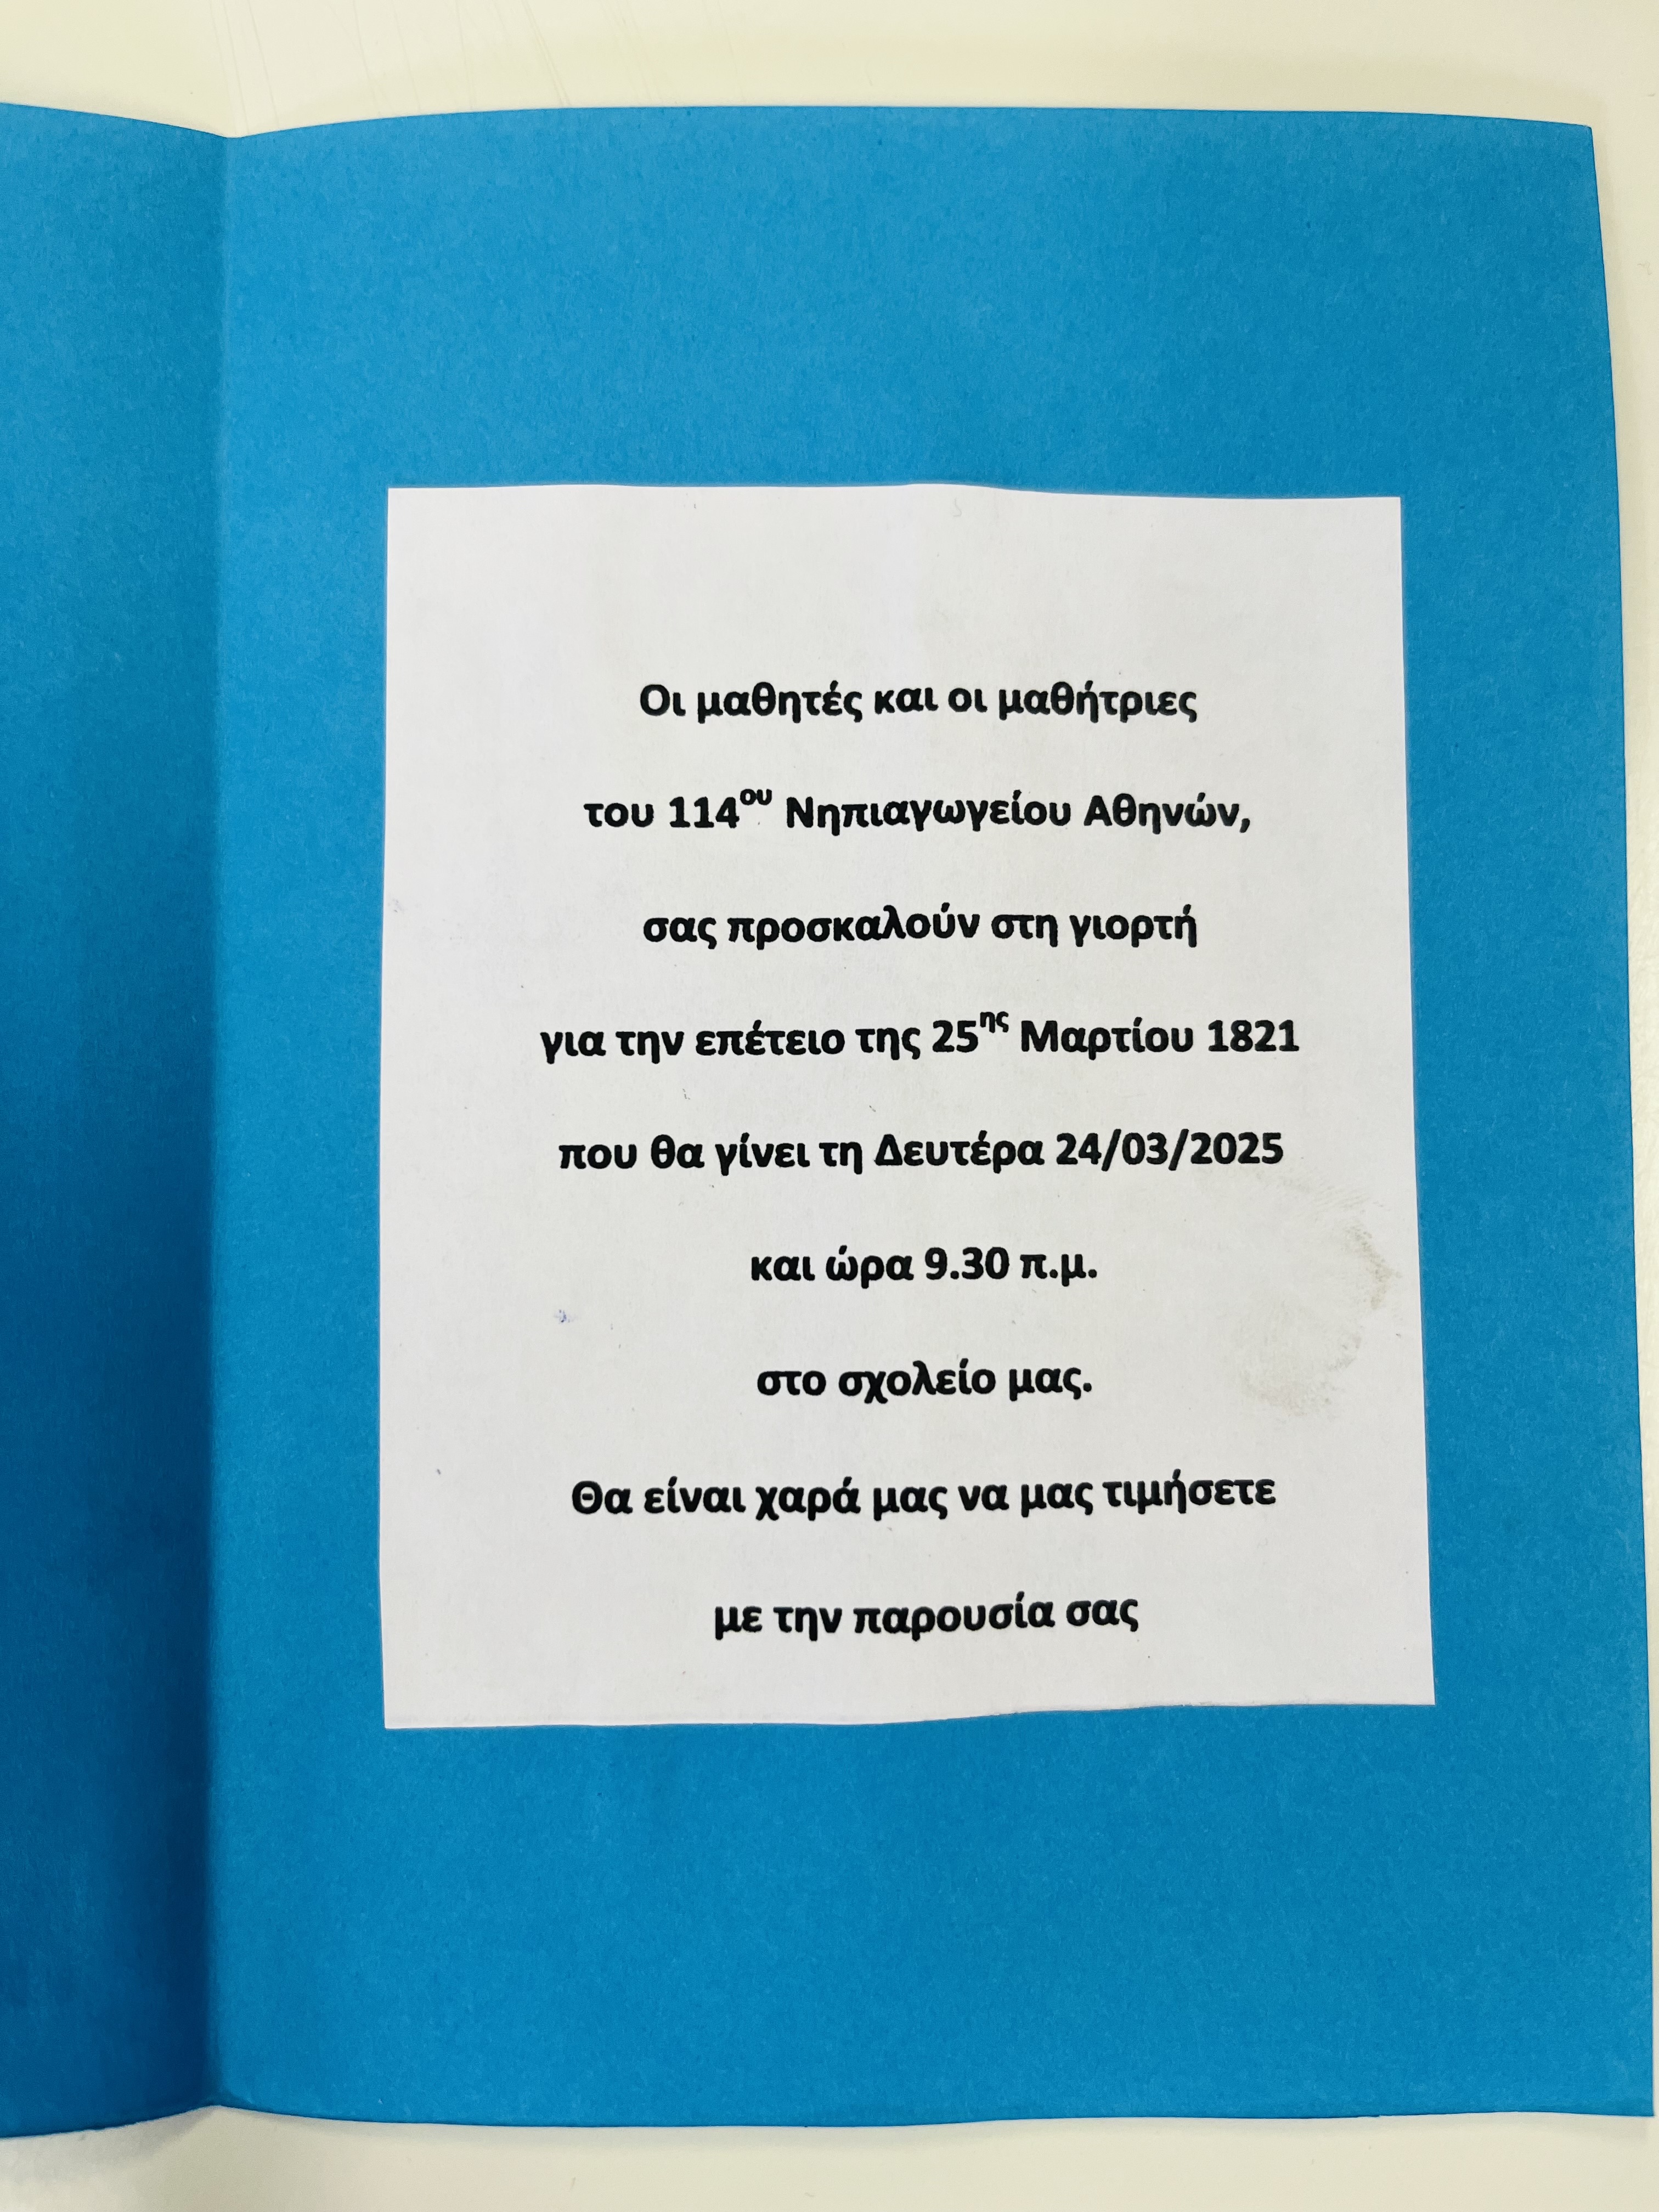 Οι μαθητές και οι μαθήτριες
του 114ου Νηπιαγωγείου Αθηνών,
σας προσκαλούν στη γιορτή
για την επέτειο της 25ης Μαρτίου 1821
που θα γίνει τη Δευτέρα 24/03/2025
και ώρα 9.30 π.μ.
στο σχολείο μας.
Θα είναι χαρά μας να μας τιμήσετε
με την παρουσία σας